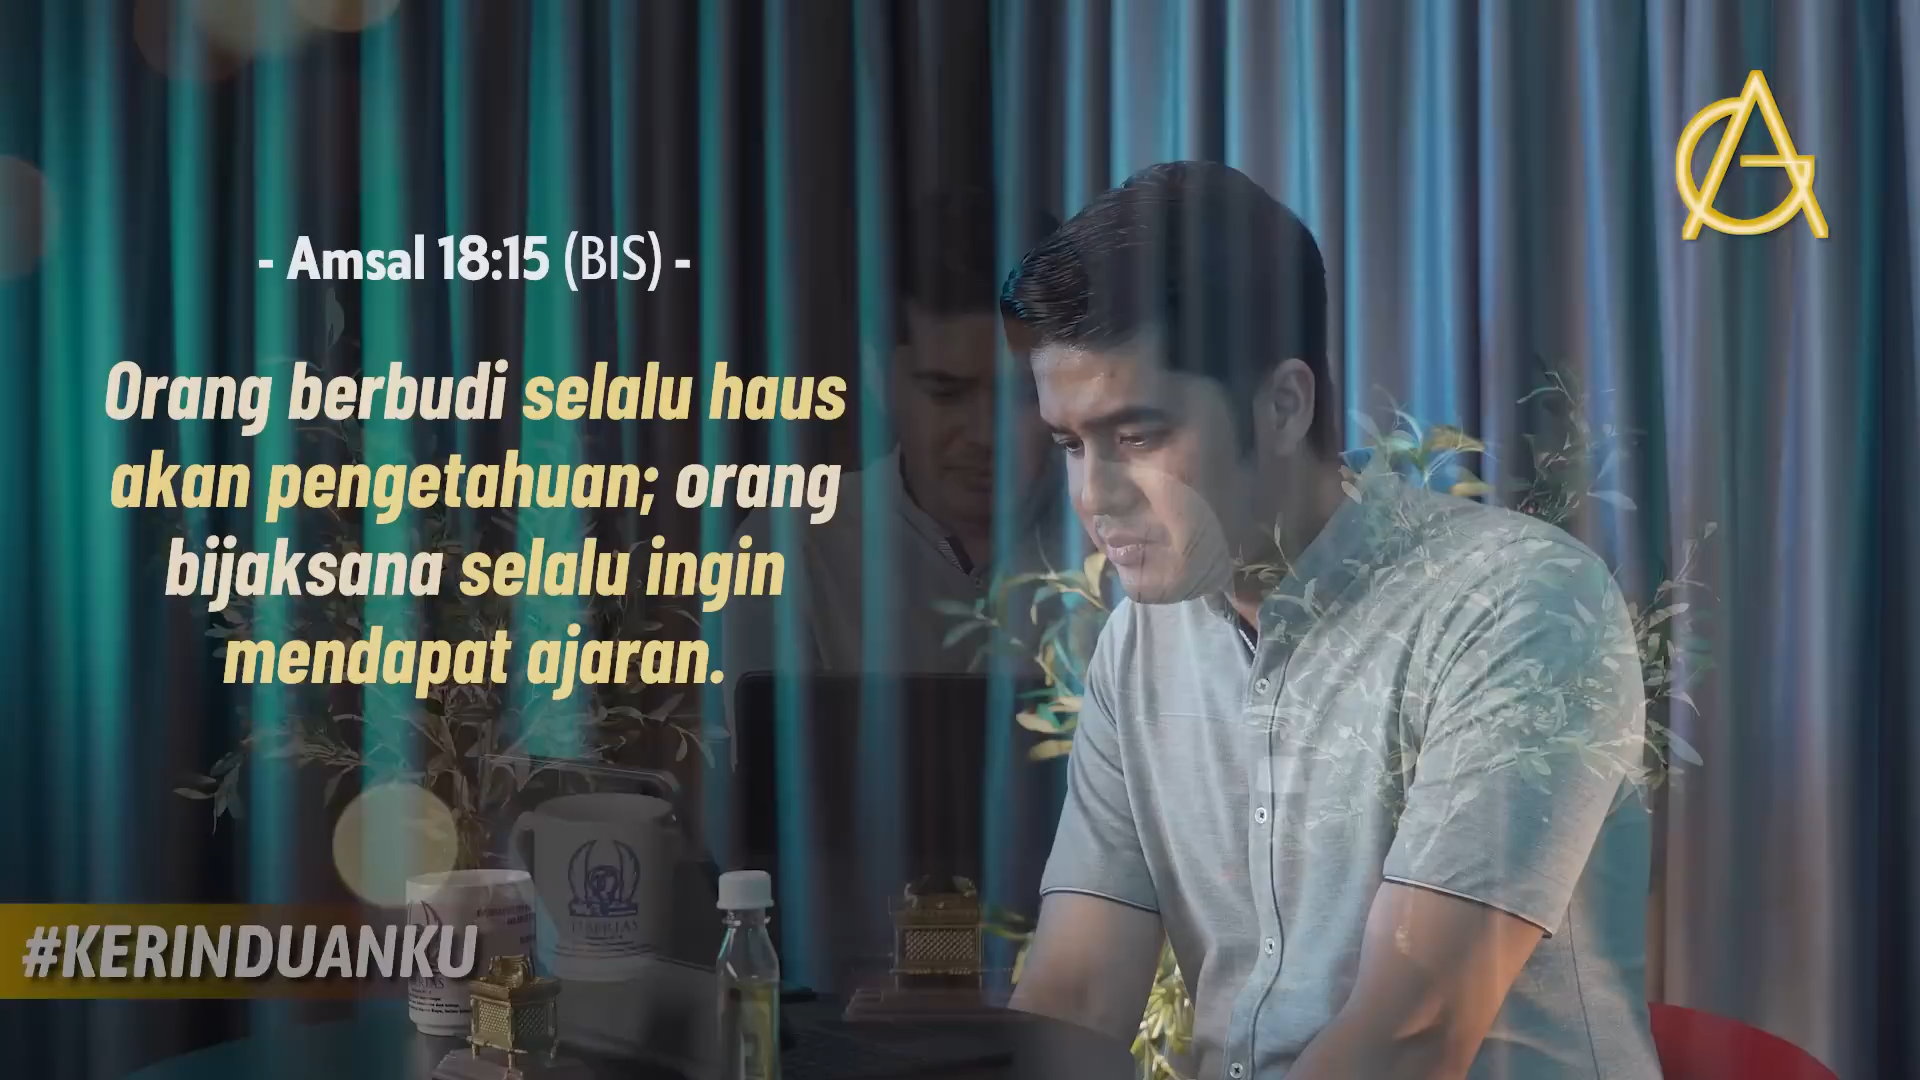 - Amsal 18:15 (BIS) -
Orang berbudi selalu haus
akan pengetahuan; orang
bijaksana selalu ingin
mendapat ajaran.
#KERINDUANKU